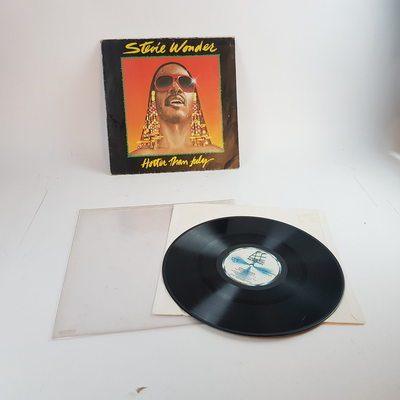 Stevie Wonder
Hotter Than July